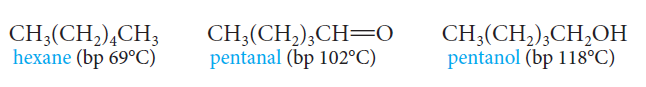 CH₃(CH₂)₄CH₃ CH₃(CH₂)₃CH=O CH₃(CH₂)₃CH₂OH
hexane (bp 69°C) pentanal (bp 102°C) pentanol (bp 118°C)